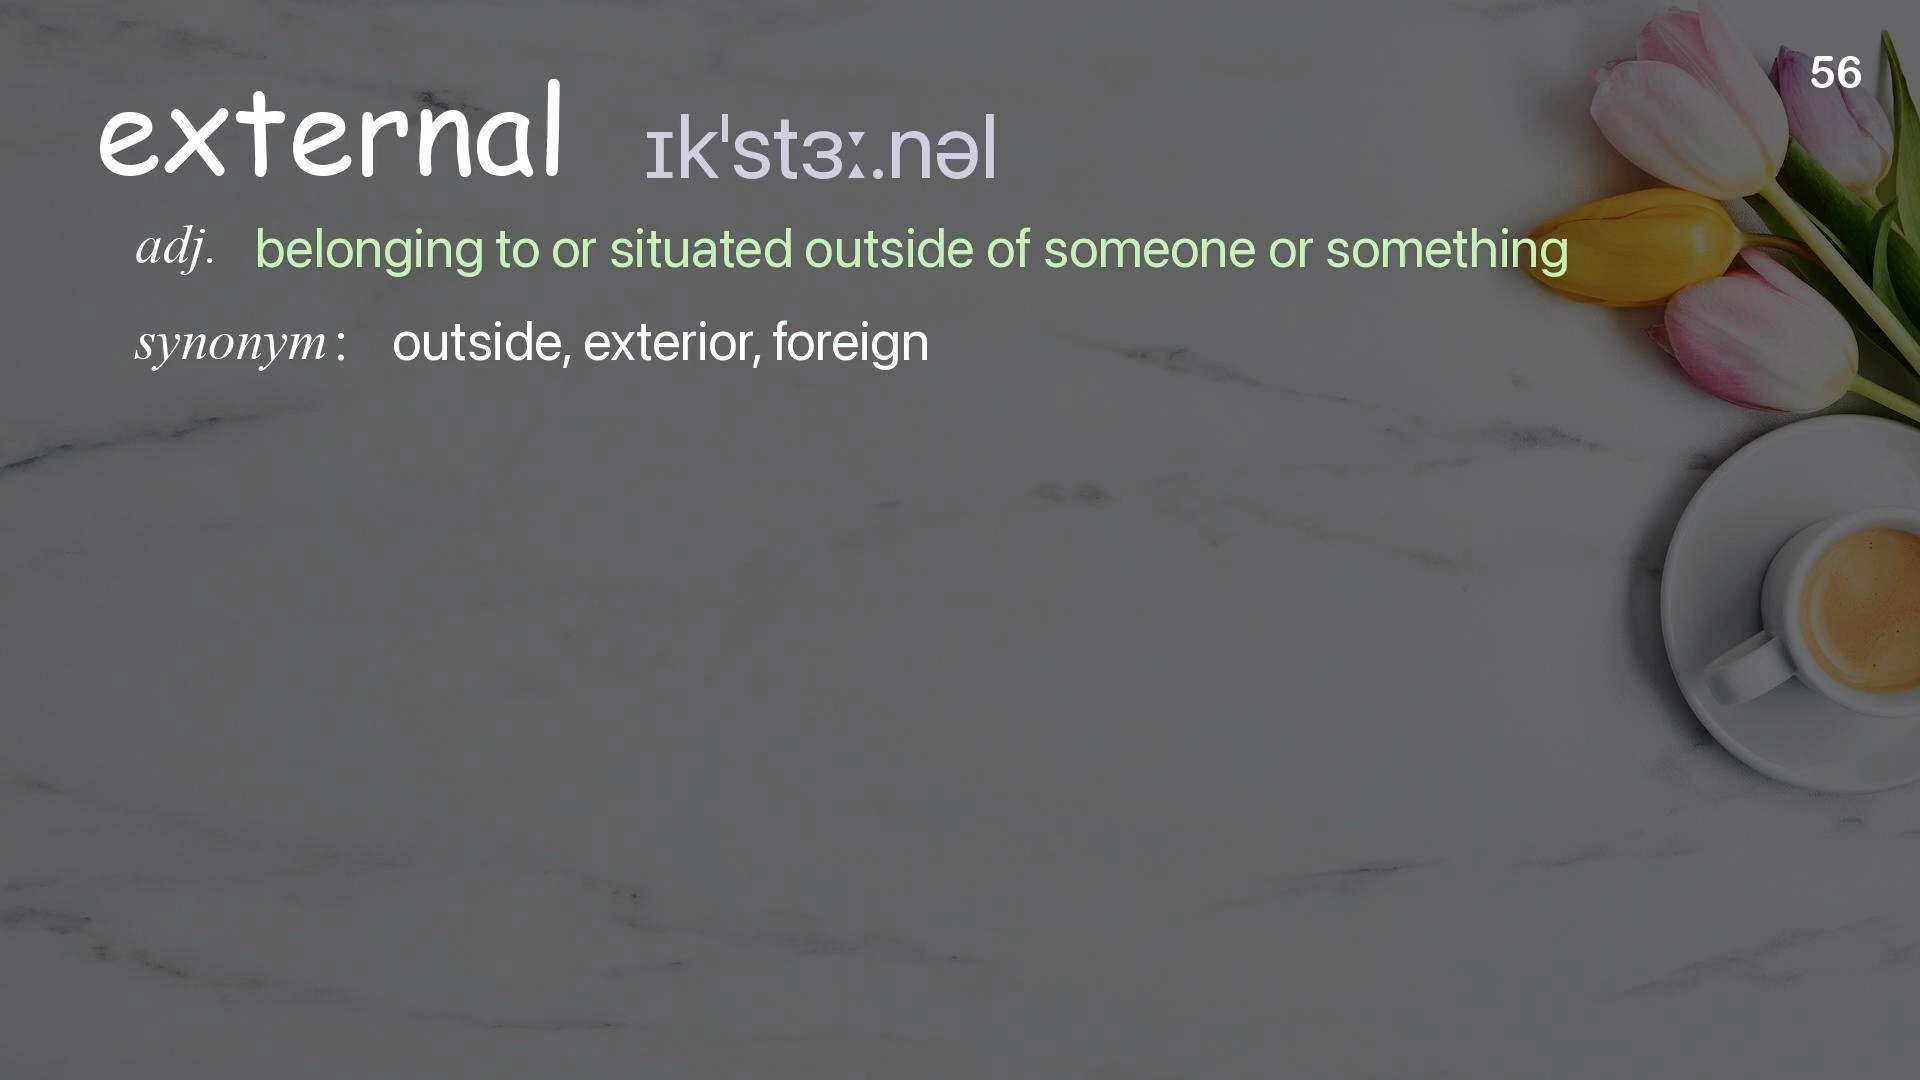 56
external ɪkˈstɜː.nəl
adj. belonging to or situated outside of someone or something
synonym : outside, exterior, foreign